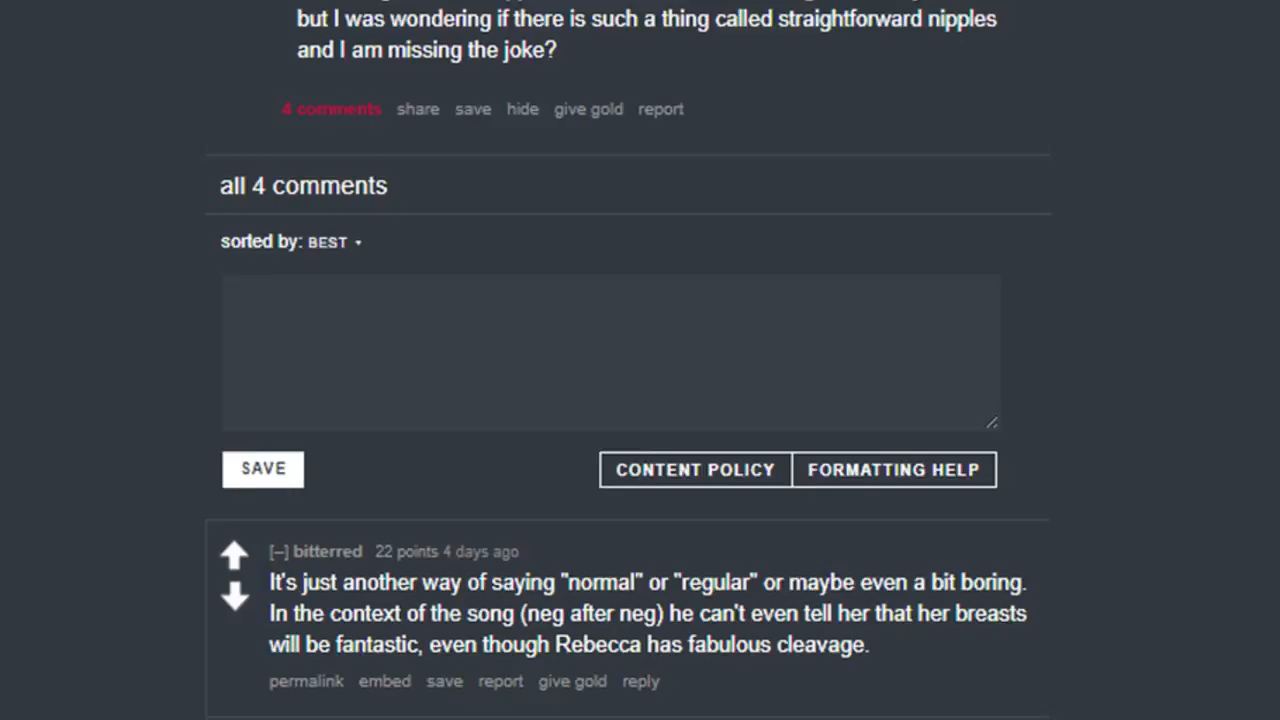 but I was wondering if there is such a thing called straightforward nipples
and I am missing the joke?
4 comments share save hide give gold report
all 4 comments
sorted by: BEST
SAVE
CONTENT POLICY FORMATTING HELP
[–] bitterred 22 points 4 days ago
It's just another way of saying "normal" or "regular" or maybe even a bit boring.
In the context of the song (neg after neg) he can't even tell her that her breasts
will be fantastic, even though Rebecca has fabulous cleavage.
permalink embed save report give gold reply